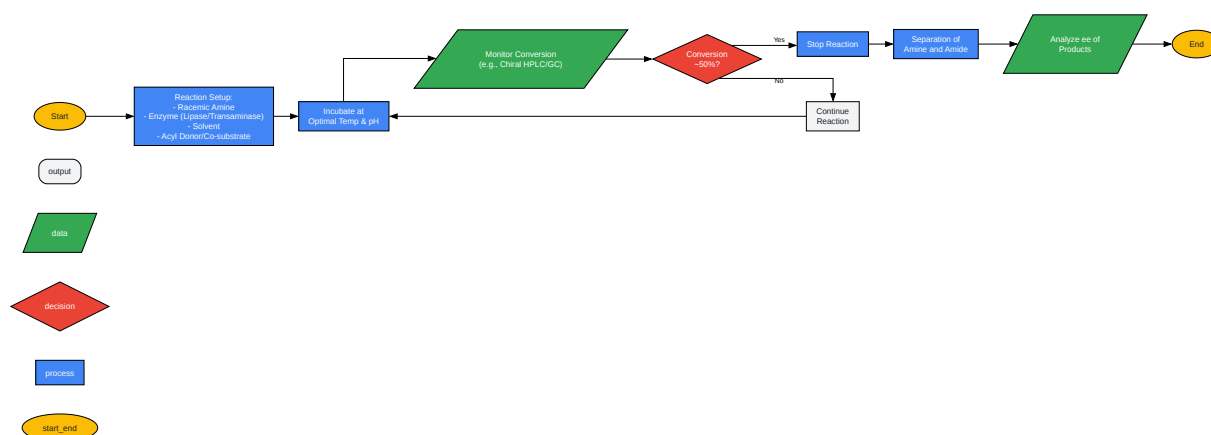 Start
Reaction Setup:
- Racemic Amine
- Enzyme (Lipase/Transaminase)
- Solvent
- Acyl Donor/Co-substrate
Incubate at
Optimal Temp & pH
Monitor Conversion
(e.g., Chiral HPLC/GC)
Conversion
~50%?
Yes
No
Stop Reaction
Separation of
Amine and Amide
Analyze ee of
Products
End
Continue
Reaction
output
data
decision
process
start_end